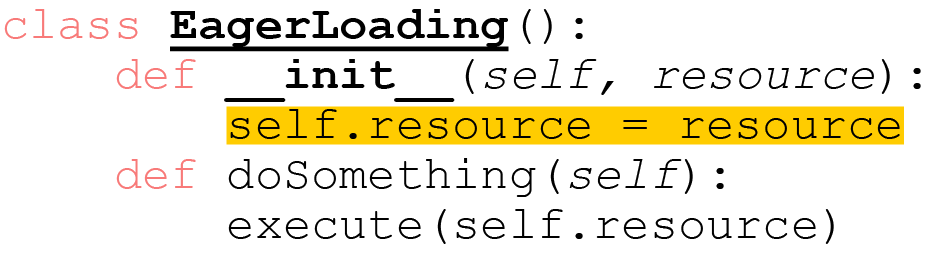 class EagerLoading():
    def __init__(self, resource):
        self.resource = resource
    def doSomething(self):
        execute(self.resource)